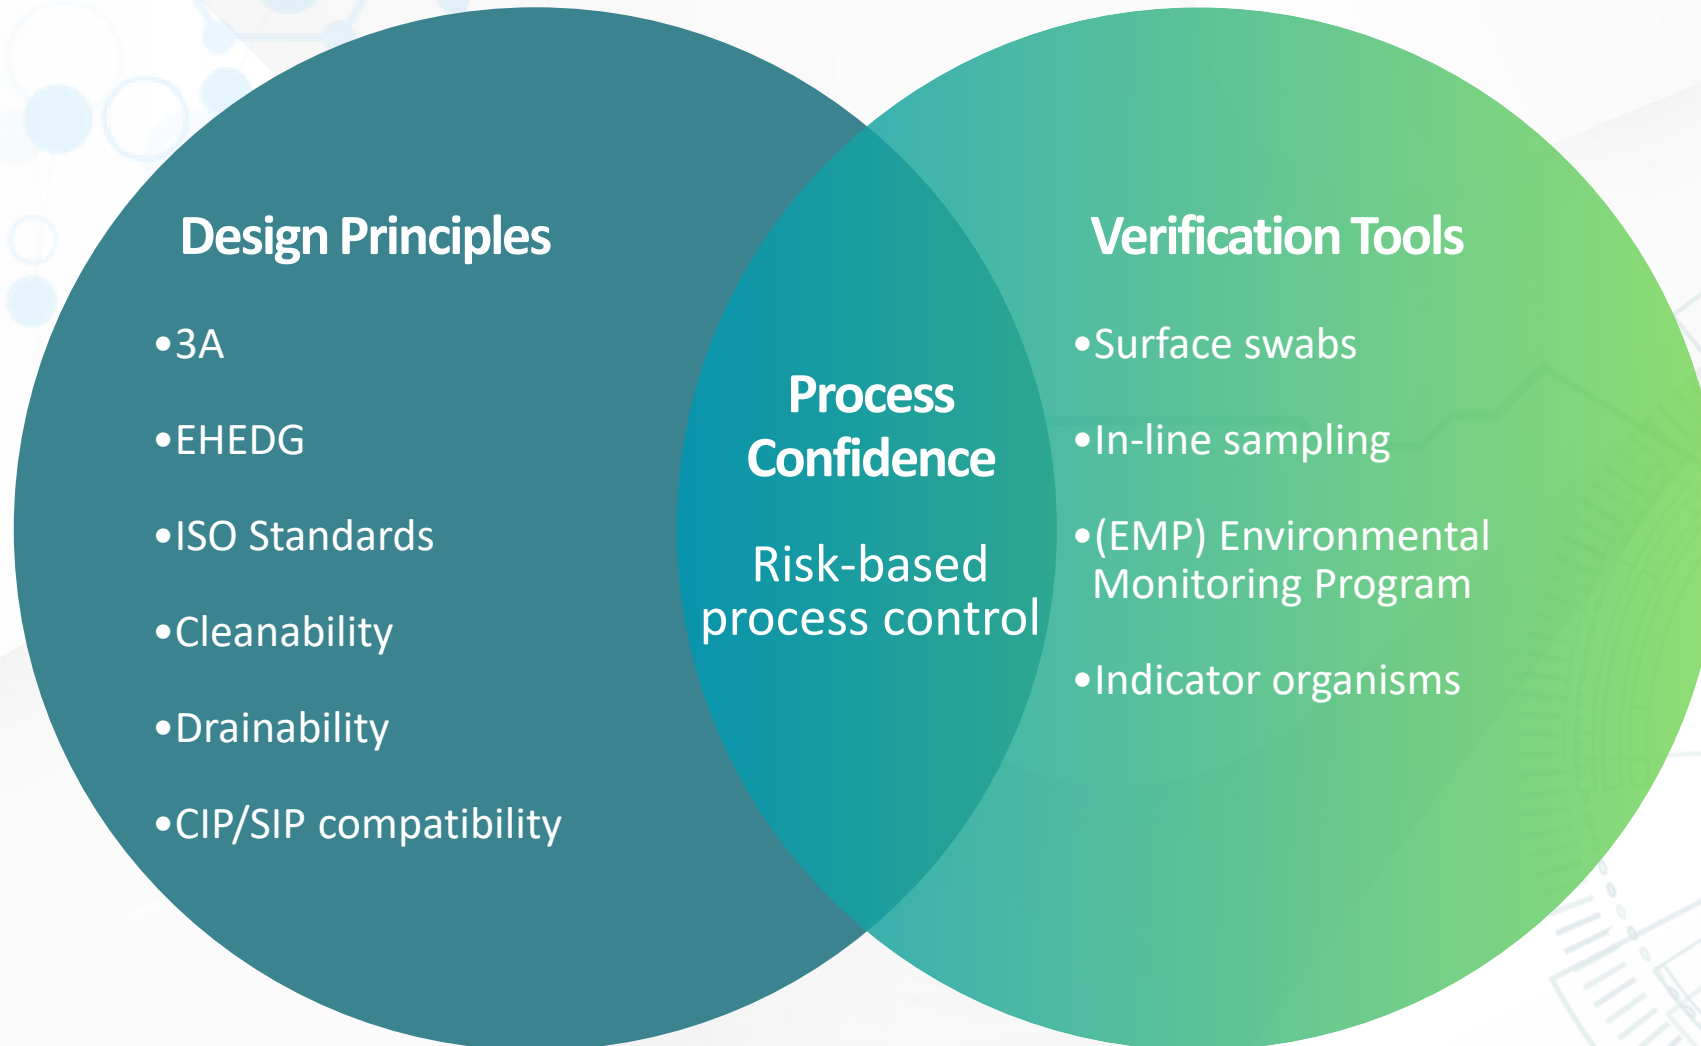 Design Principles
•3A
•EHEDG
•ISO Standards
•Cleanability
•Drainability
•CIP/SIP compatibility
Process
Confidence
Risk-based
process control
Verification Tools
•Surface swabs
•In-line sampling
•(EMP) Environmental
Monitoring Program
•Indicator organisms